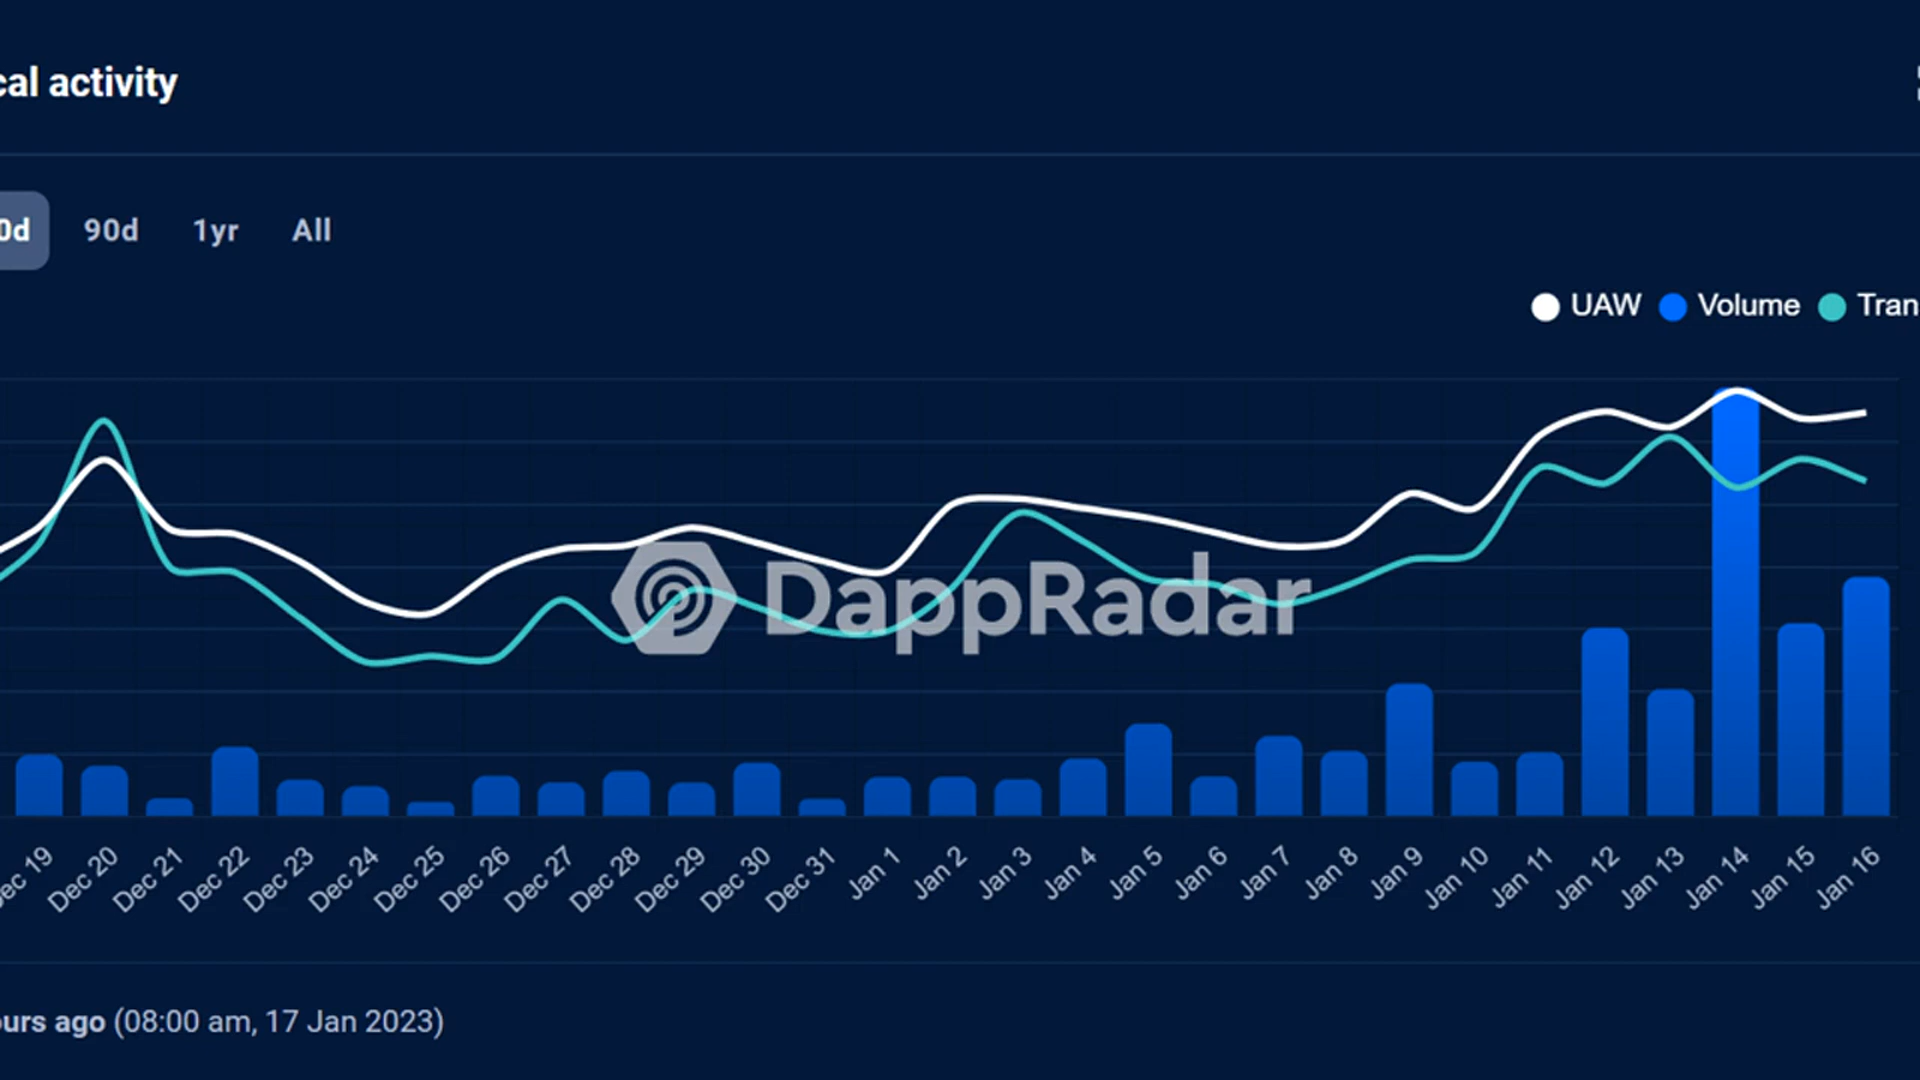 cal activity
0d 90d 1yr All
UAW Volume Tran
DappRadar
ec 19 Dec 20 Dec 21 Dec 22 Dec 23 Dec 24 Dec 25 Dec 26 Dec 27 Dec 28 Dec 29 Dec 30 Dec 31 Jan 1 Jan 2 Jan 3 Jan 4 Jan 5 Jan 6 Jan 7 Jan 8 Jan 9 Jan 10 Jan 11 Jan 12 Jan 13 Jan 14 Jan 15 Jan 16
ours ago (08:00 am, 17 Jan 2023)